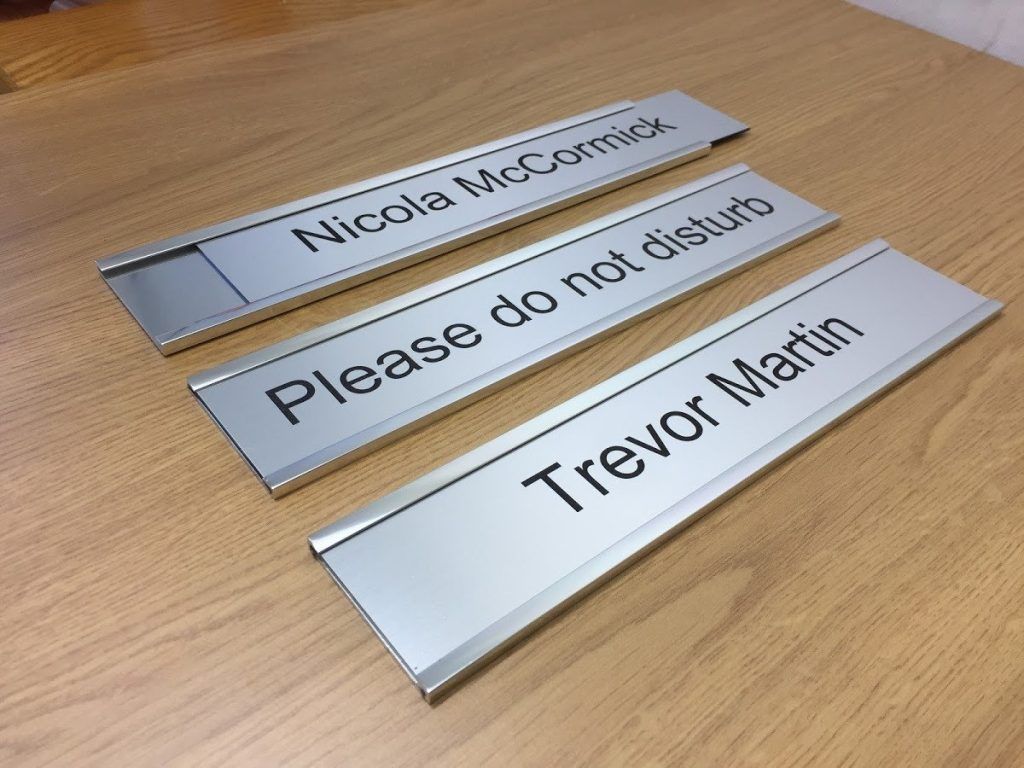 Nicola McCormick
Please do not disturb
Trevor Martin